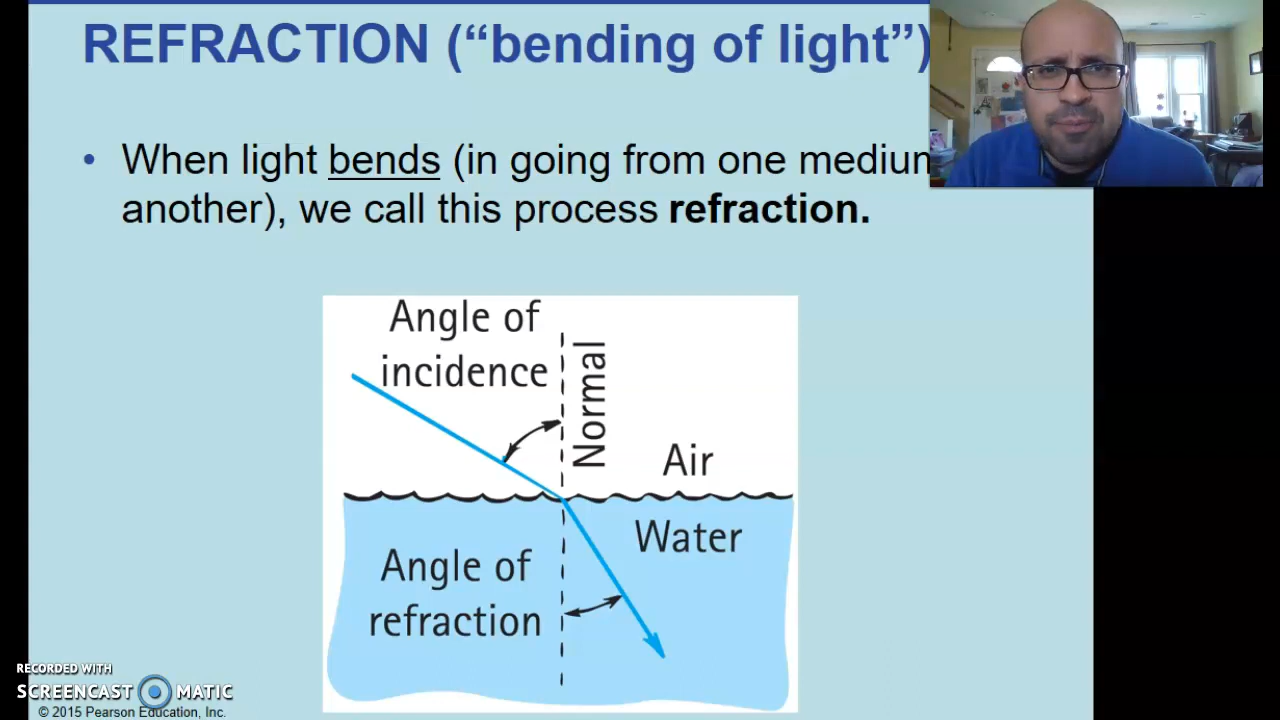 REFRACTION (“bending of light”)
• When light bends (in going from one medium
another), we call this process refraction.
Angle of
incidence
Normal
Air
Water
Angle of
refraction
RECORDED WITH
SCREENCAST MATIC
© 2015 Pearson Education, Inc.